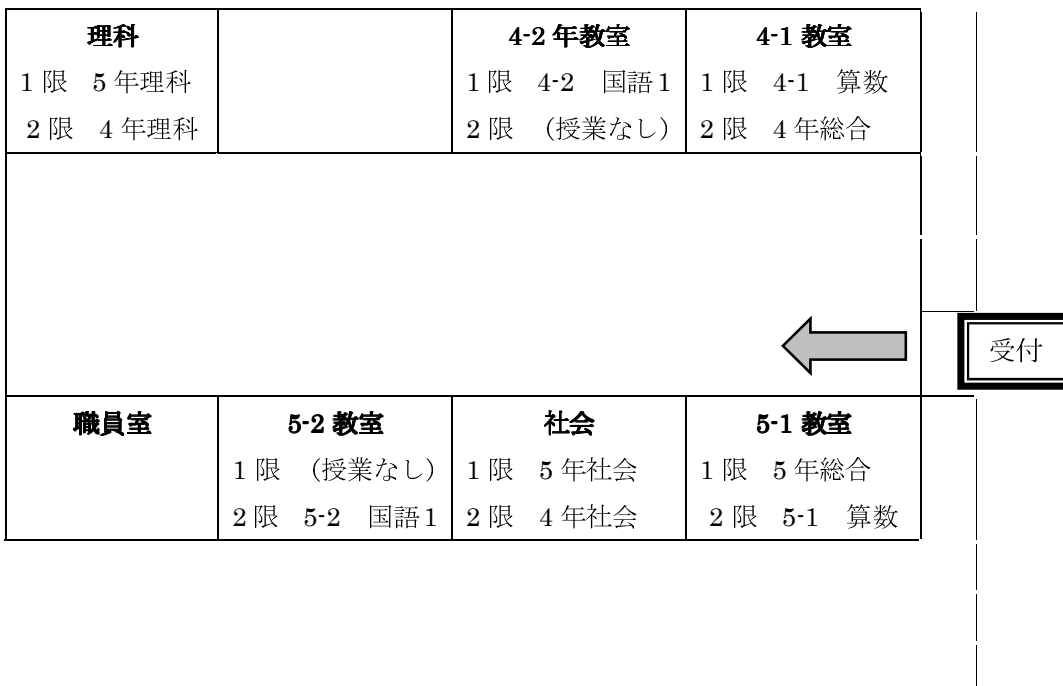 理科
1限 5年理科
2限 4年理科
4-2年教室
1限 4-2 国語1
2限 （授業なし）
4-1教室
1限 4-1 算数
2限 4年総合
受付
職員室
5-2教室
1限 （授業なし）
2限 5-2 国語1
社会
1限 5年社会
2限 4年社会
5-1教室
1限 5年総合
2限 5-1 算数